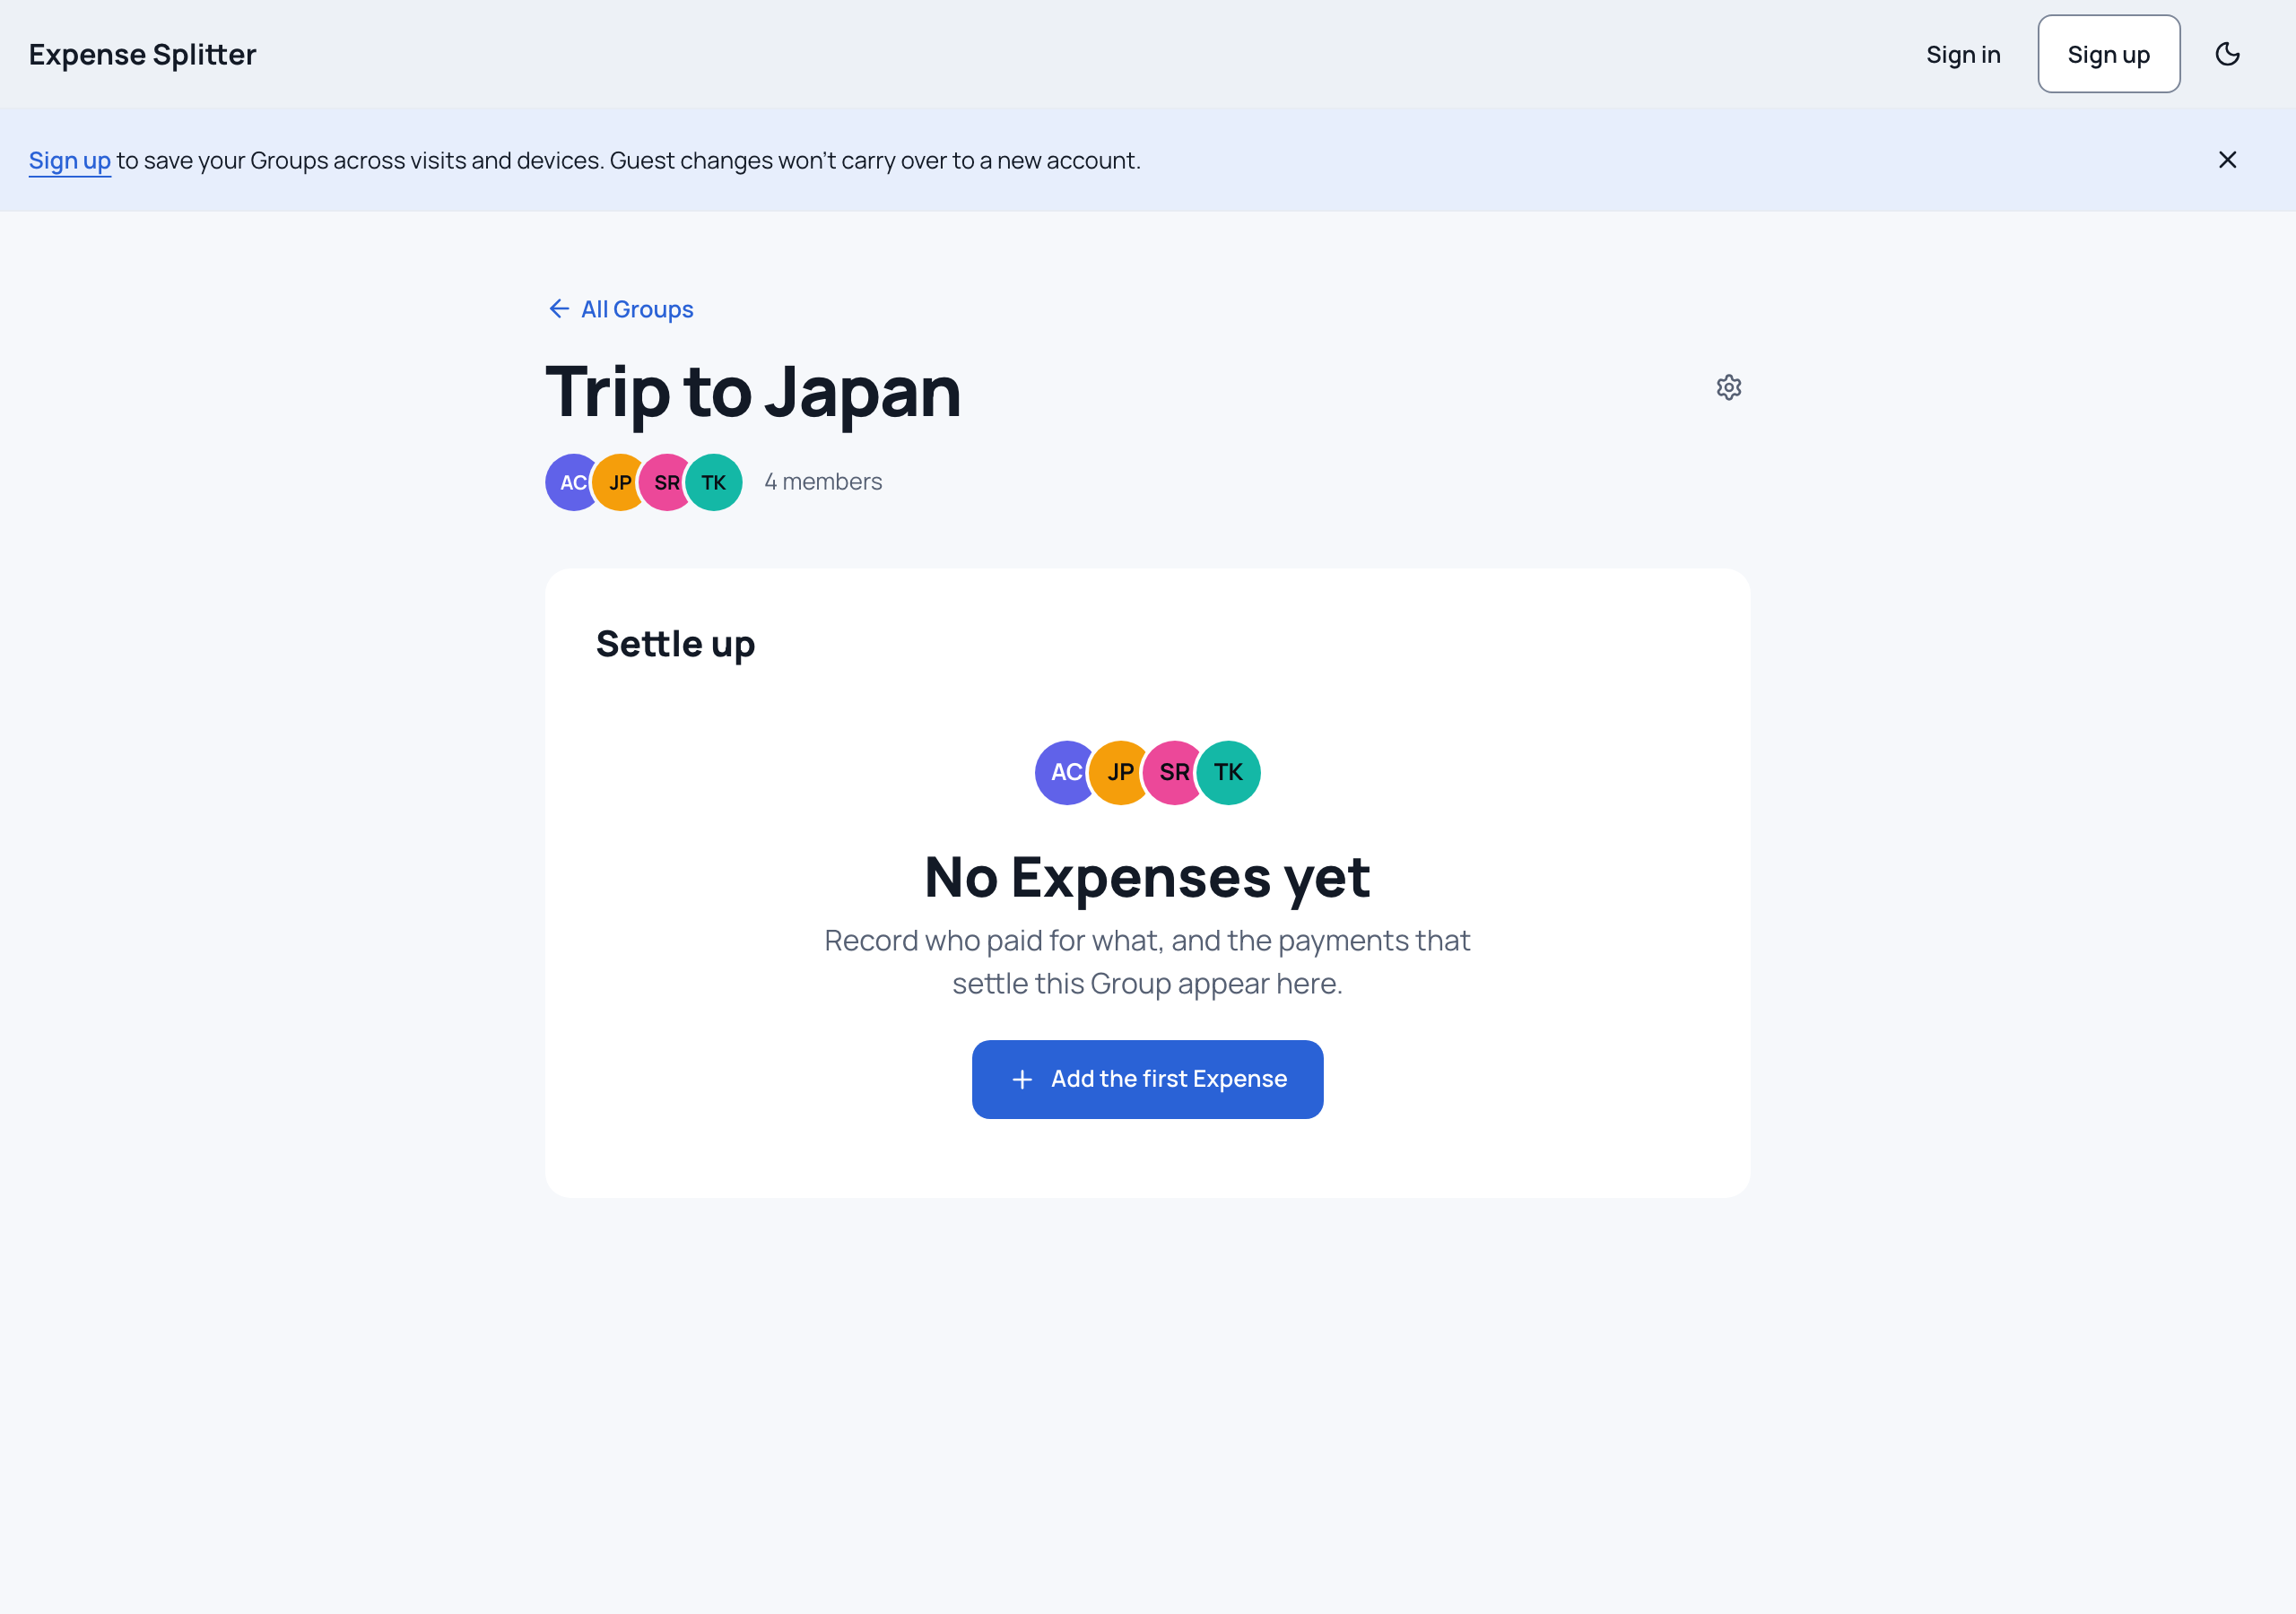 Expense Splitter
Sign in
Sign up
Sign up to save your Groups across visits and devices. Guest changes won’t carry over to a new account.
All Groups
Trip to Japan
AC JP SR TK 4 members
Settle up
AC JP SR TK
No Expenses yet
Record who paid for what, and the payments that
settle this Group appear here.
Add the first Expense